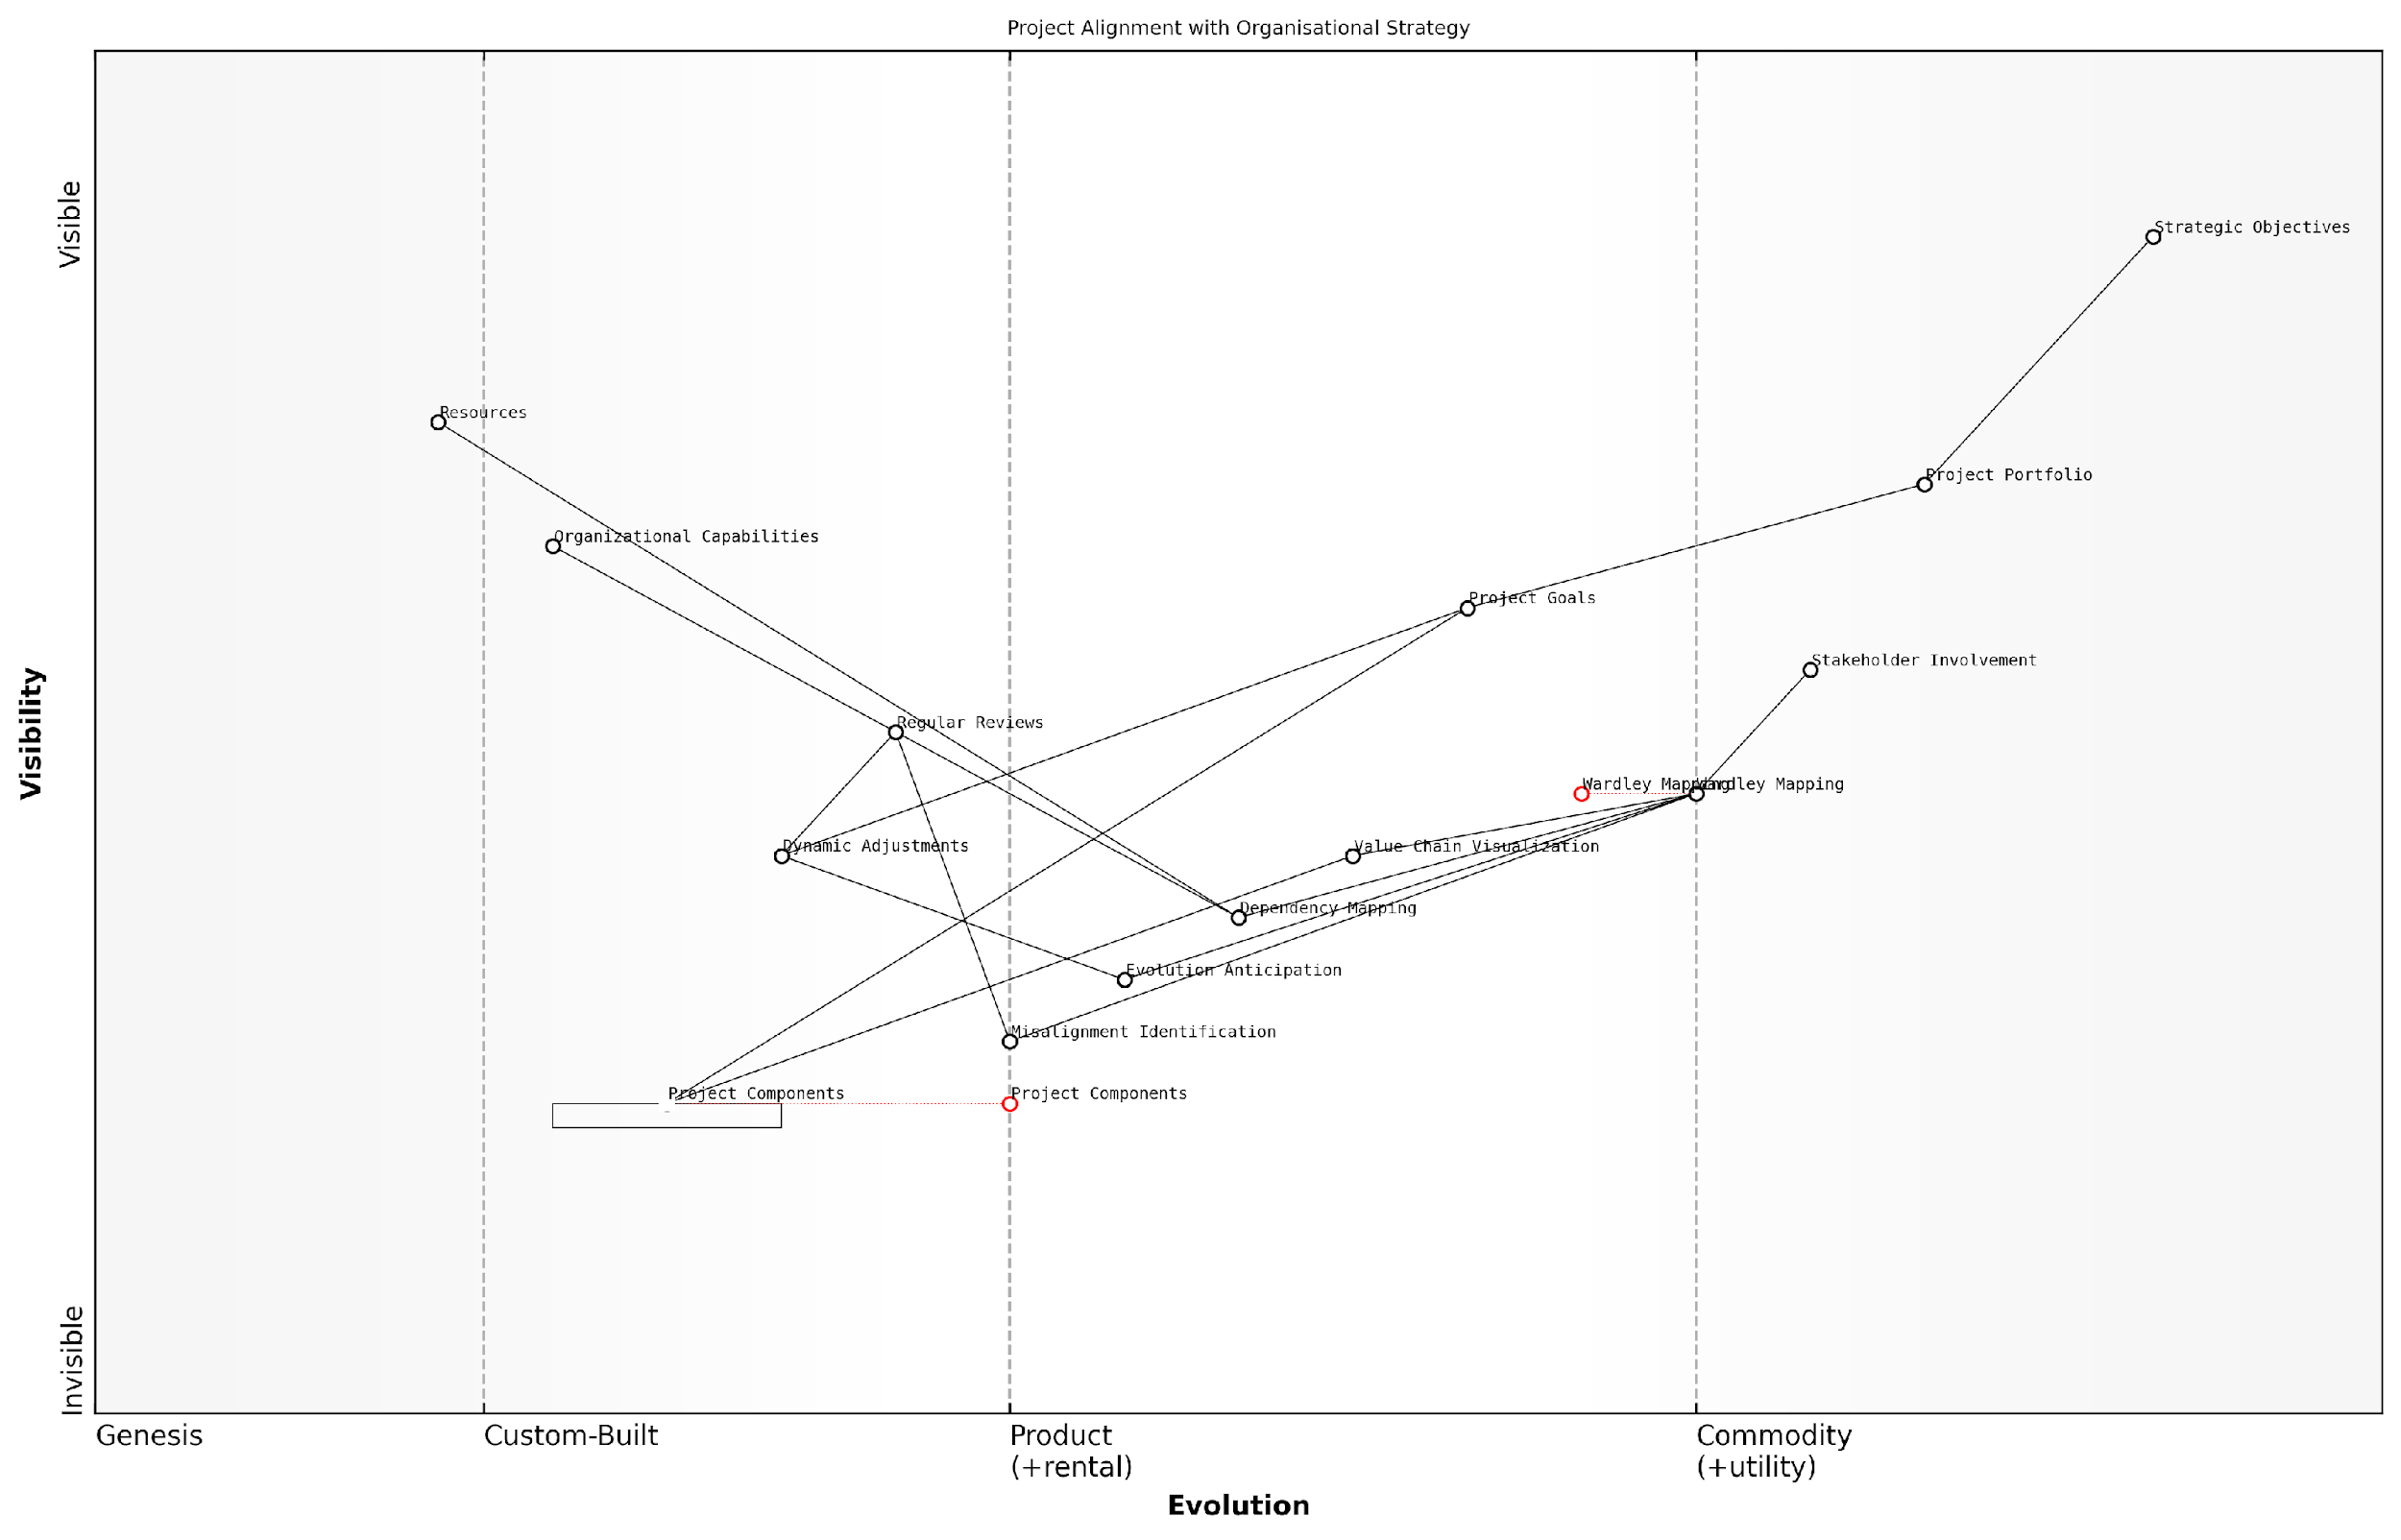 Project Alignment with Organisational Strategy
Visible
Strategic Objectives
Resources
Project Portfolio
Organizational Capabilities
Project Goals
Stakeholder Involvement
Visibility
Regular Reviews
Wardley Mapping
Wardley Mapping
Dynamic Adjustments
Value Chain Visualization
Dependency Mapping
Evolution Anticipation
Misalignment Identification
Project Components
Project Components
Invisible
Genesis
Custom-Built
Product
(+rental)
Commodity
(+utility)
Evolution